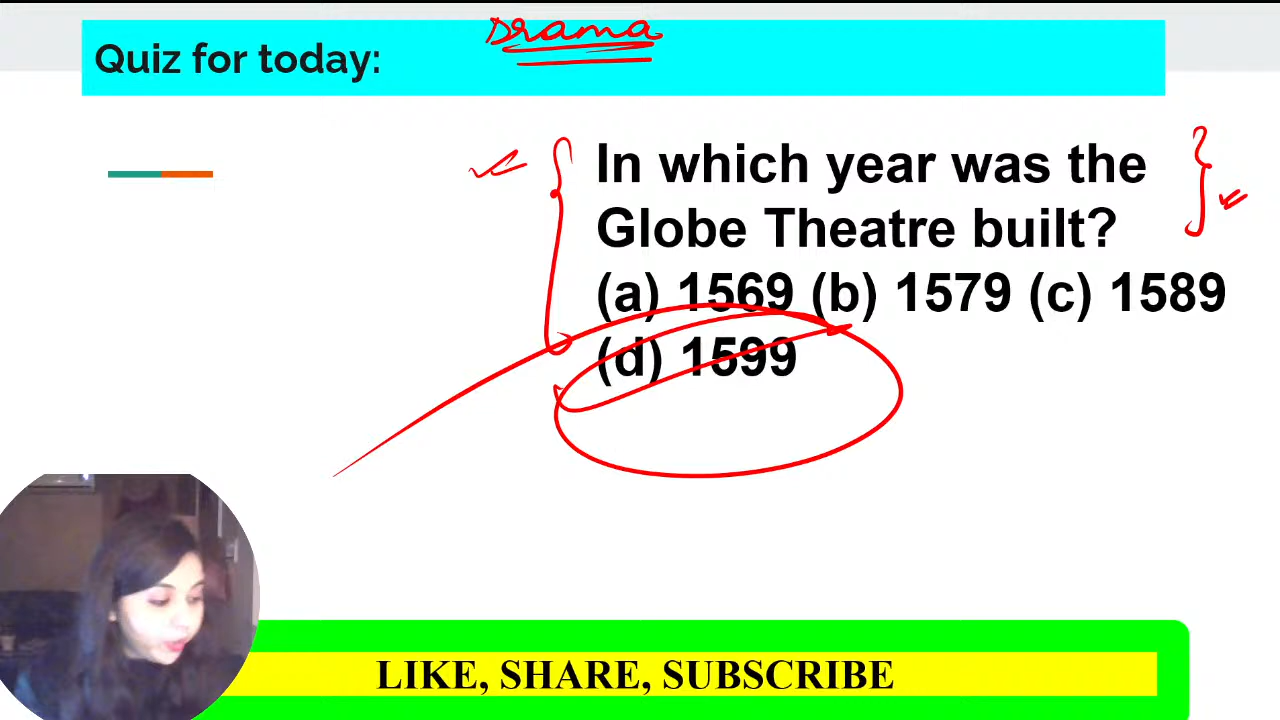 Drama
Quiz for today:
In which year was the
Globe Theatre built?
(a) 1569 (b) 1579 (c) 1589
(d) 1599
LIKE, SHARE, SUBSCRIBE